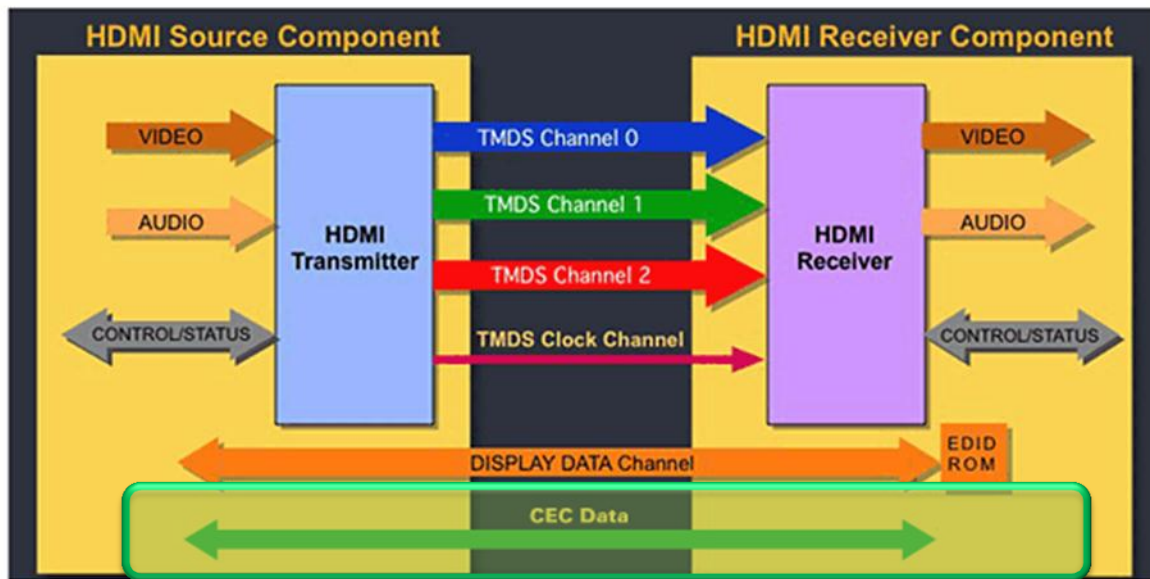 HDMI Source Component
HDMI Receiver Component
VIDEO
AUDIO
CONTROL/STATUS
HDMI
Transmitter
TMDS Channel 0
TMDS Channel 1
TMDS Channel 2
TMDS Clock Channel
HDMI
Receiver
VIDEO
AUDIO
CONTROL/STATUS
DISPLAY DATA Channel
EDID
ROM
CEC Data